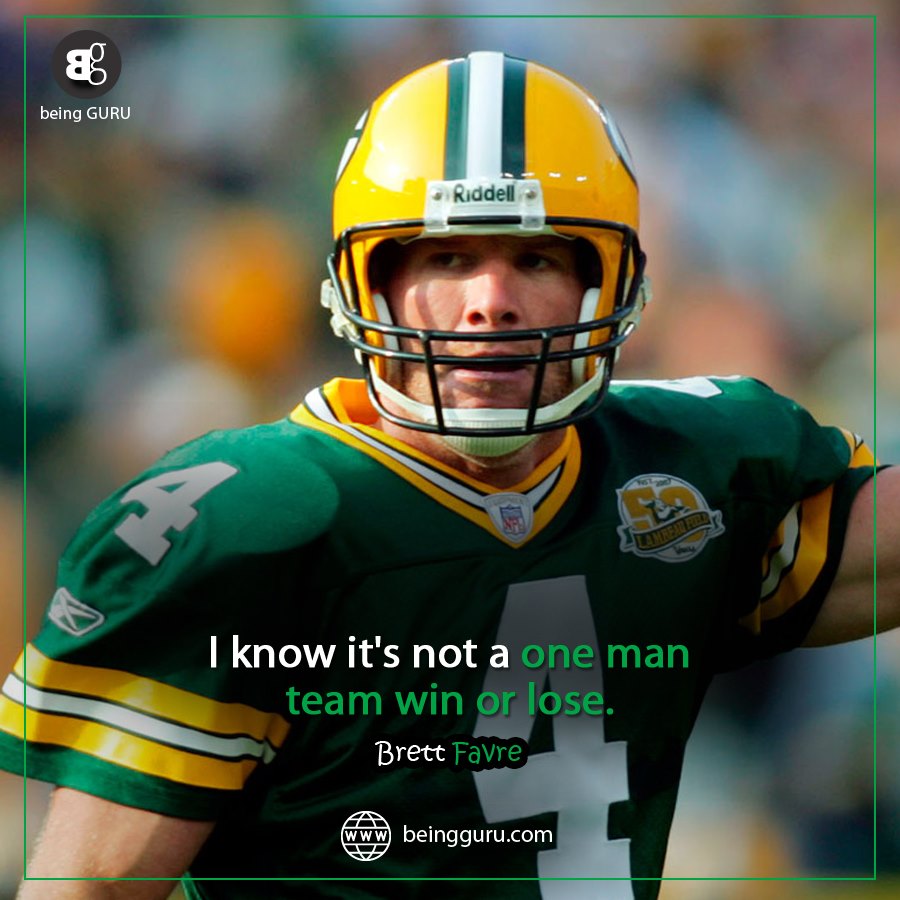 Bg
being GURU
Riddell
4
NFL
LAMBEAU FIELD
I know it's not a one man
team win or lose.
4
Brett Favre
WWW beingguru.com